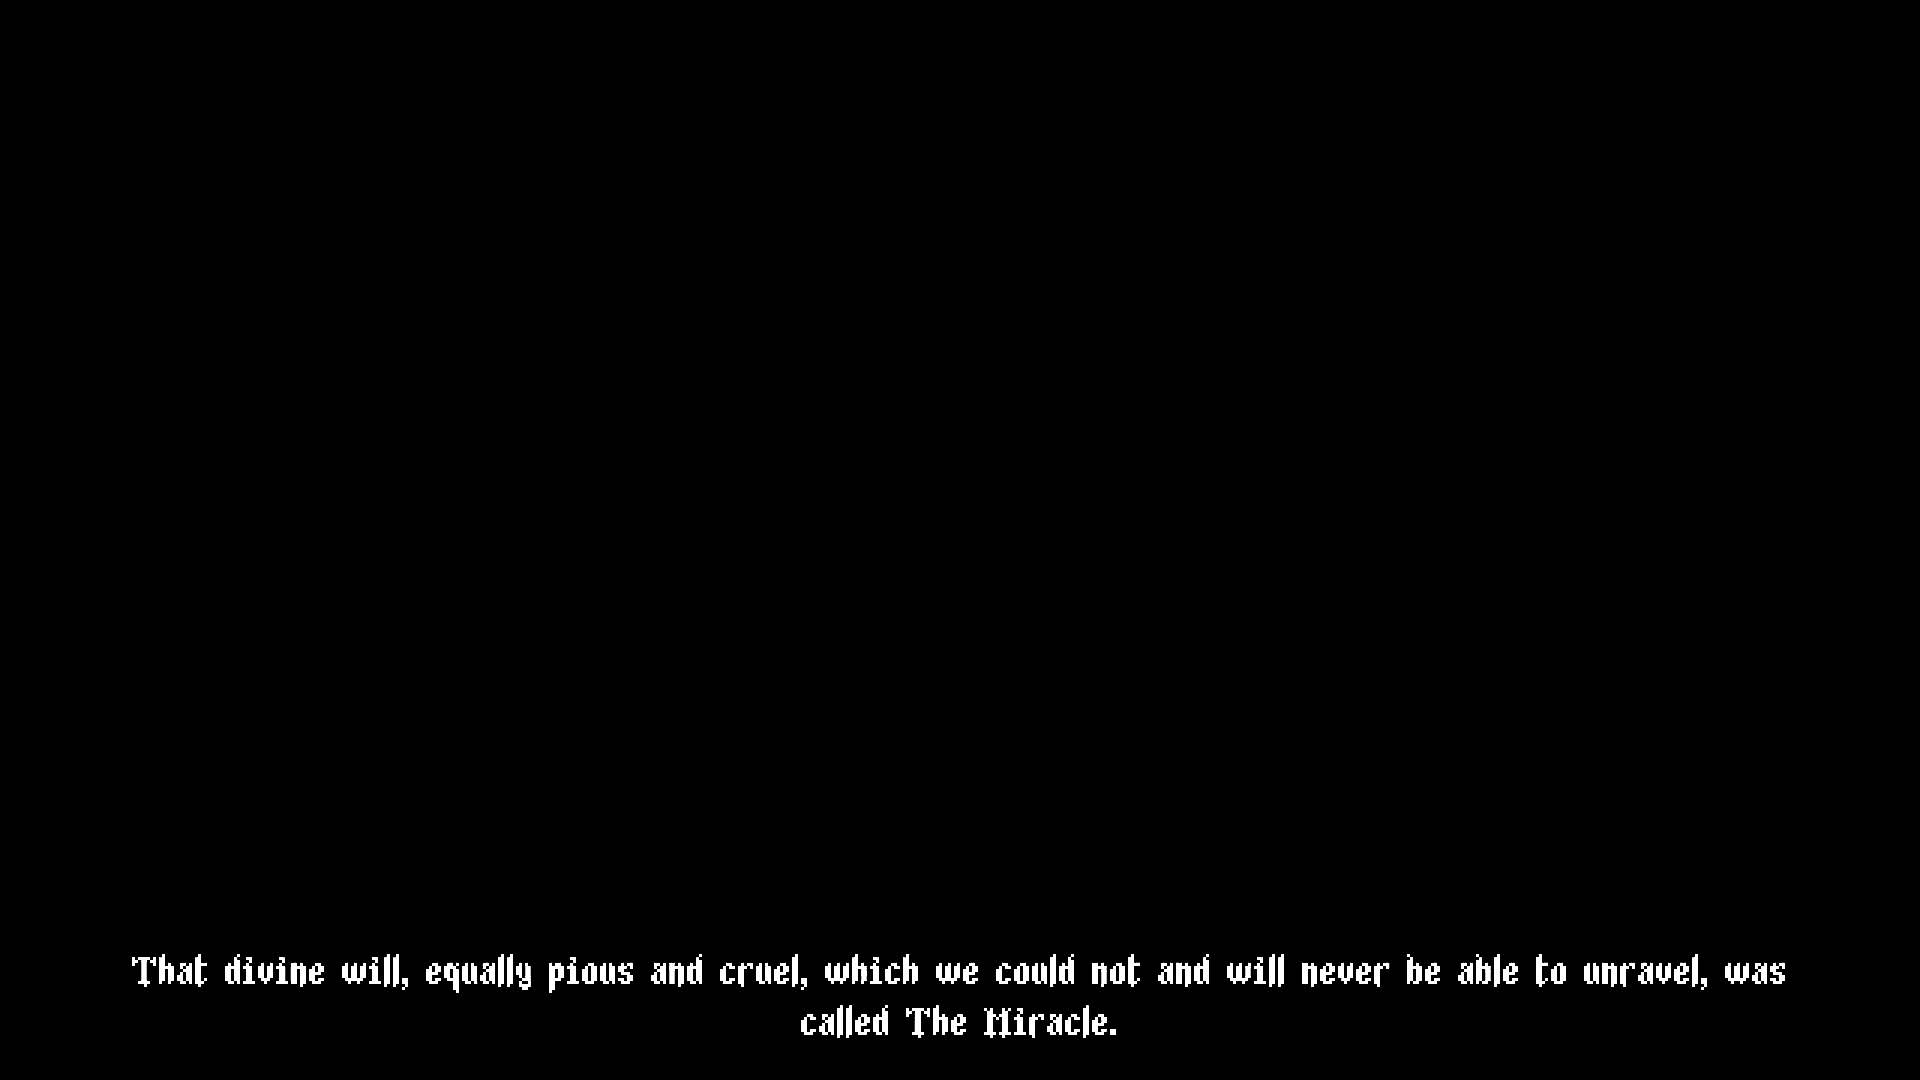 That divine will, equally pious and cruel, which we could not and will never be able to unravel, was
called The Miracle.